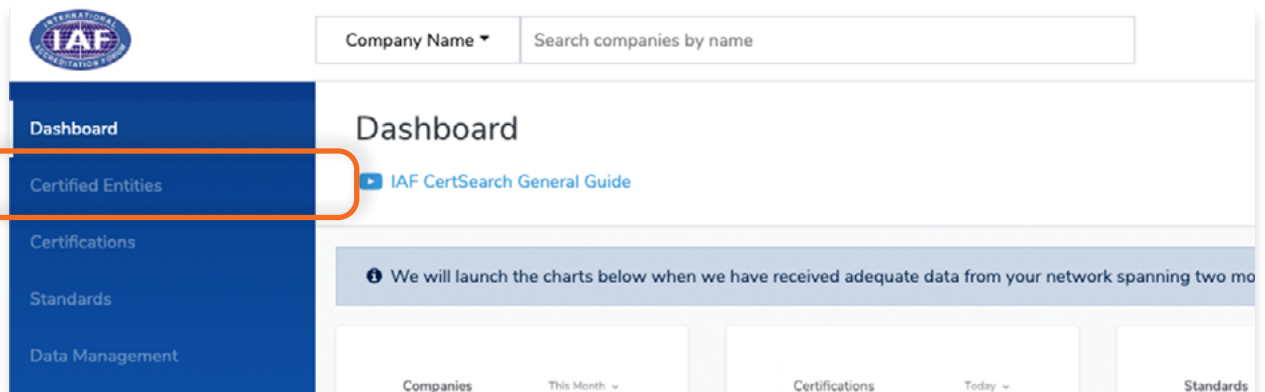 INTERNATIONAL
IAF
ACCREDITATION FORUM
Company Name
Search companies by name
Dashboard
Certified Entities
Certifications
Standards
Data Management
Dashboard
IAF CertSearch General Guide
We will launch the charts below when we have received adequate data from your network spanning two mo
Companies This Month
Certifications Today
Standards